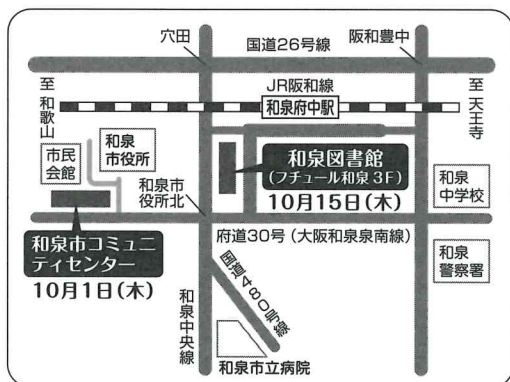 穴田
国道26号線
阪和豊中
至 和歌山
JR阪和線
和泉府中駅
至 天王寺
市民
会館
和泉
市役所
和泉市
役所北
和泉図書館
(フチュール和泉 3F)
10月15日(木)
和泉
中学校
府道30号(大阪和泉泉南線)
和泉市コミュニ
ティセンター
10月1日(木)
和泉中央線
国道480号線
和泉市立病院
和泉
警察署